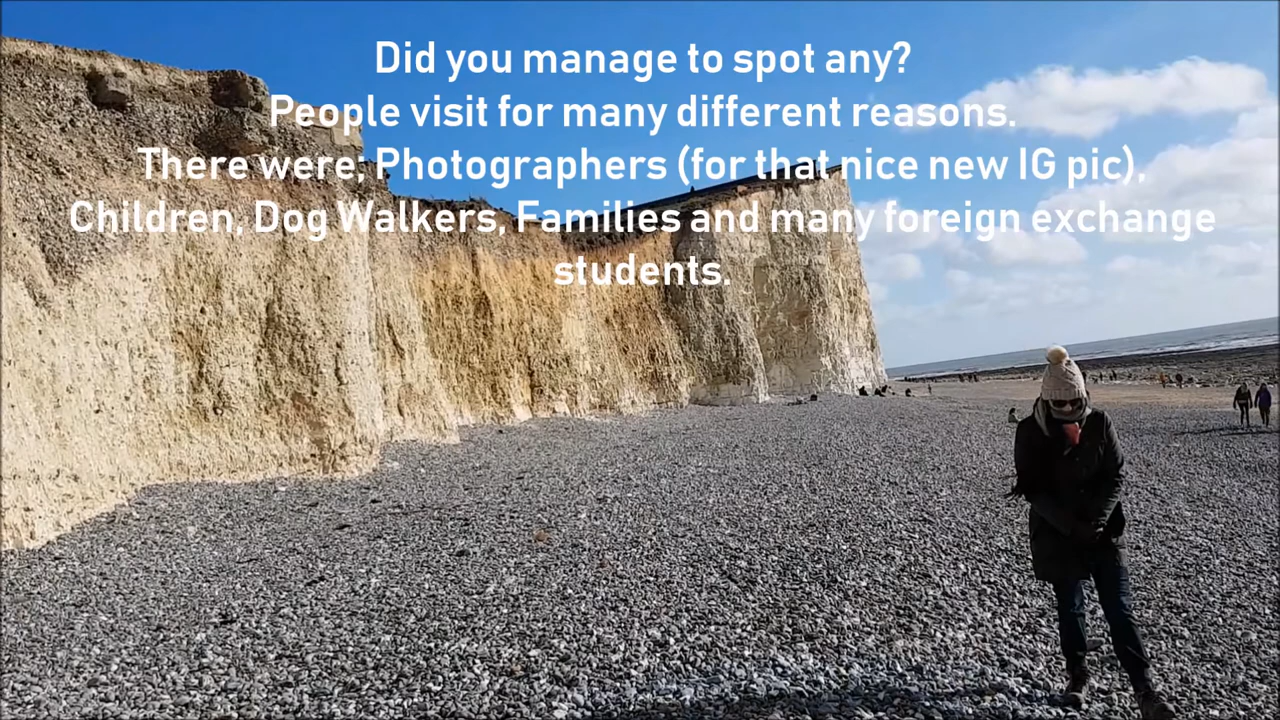 Did you manage to spot any?
People visit for many different reasons.
There were; Photographers (for that nice new IG pic),
Children, Dog Walkers, Families and many foreign exchange
students.